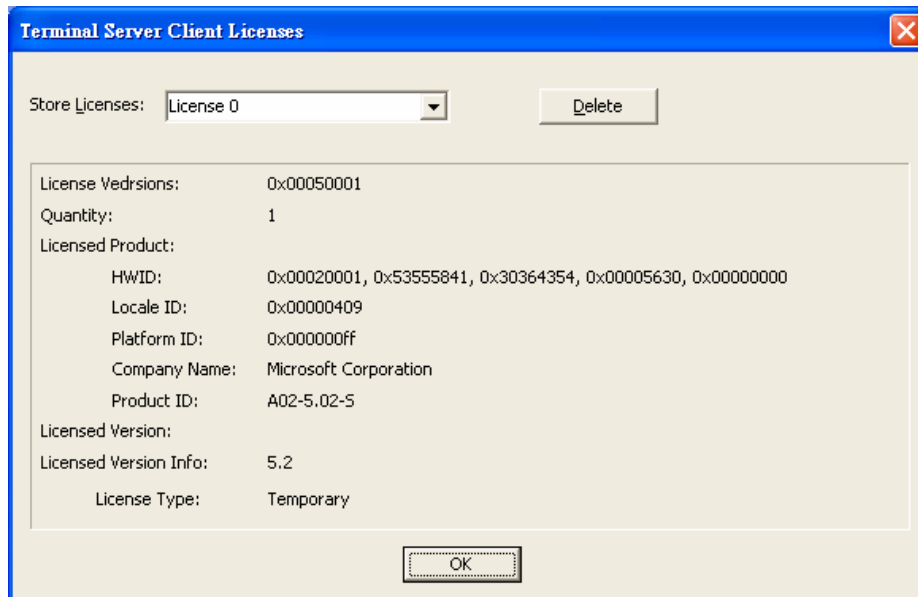 Terminal Server Client Licenses
Store Licenses: License 0 Delete
License Vedrsions: 0x00050001
Quantity: 1
Licensed Product:
HWID: 0x00020001, 0x53555841, 0x30364354, 0x00005630, 0x00000000
Locale ID: 0x00000409
Platform ID: 0x000000ff
Company Name: Microsoft Corporation
Product ID: A02-5.02-S
Licensed Version:
Licensed Version Info: 5.2
License Type: Temporary
OK